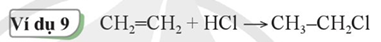 Ví dụ 9 CH₂=CH₂ + HCl ⟶ CH₃–CH₂Cl